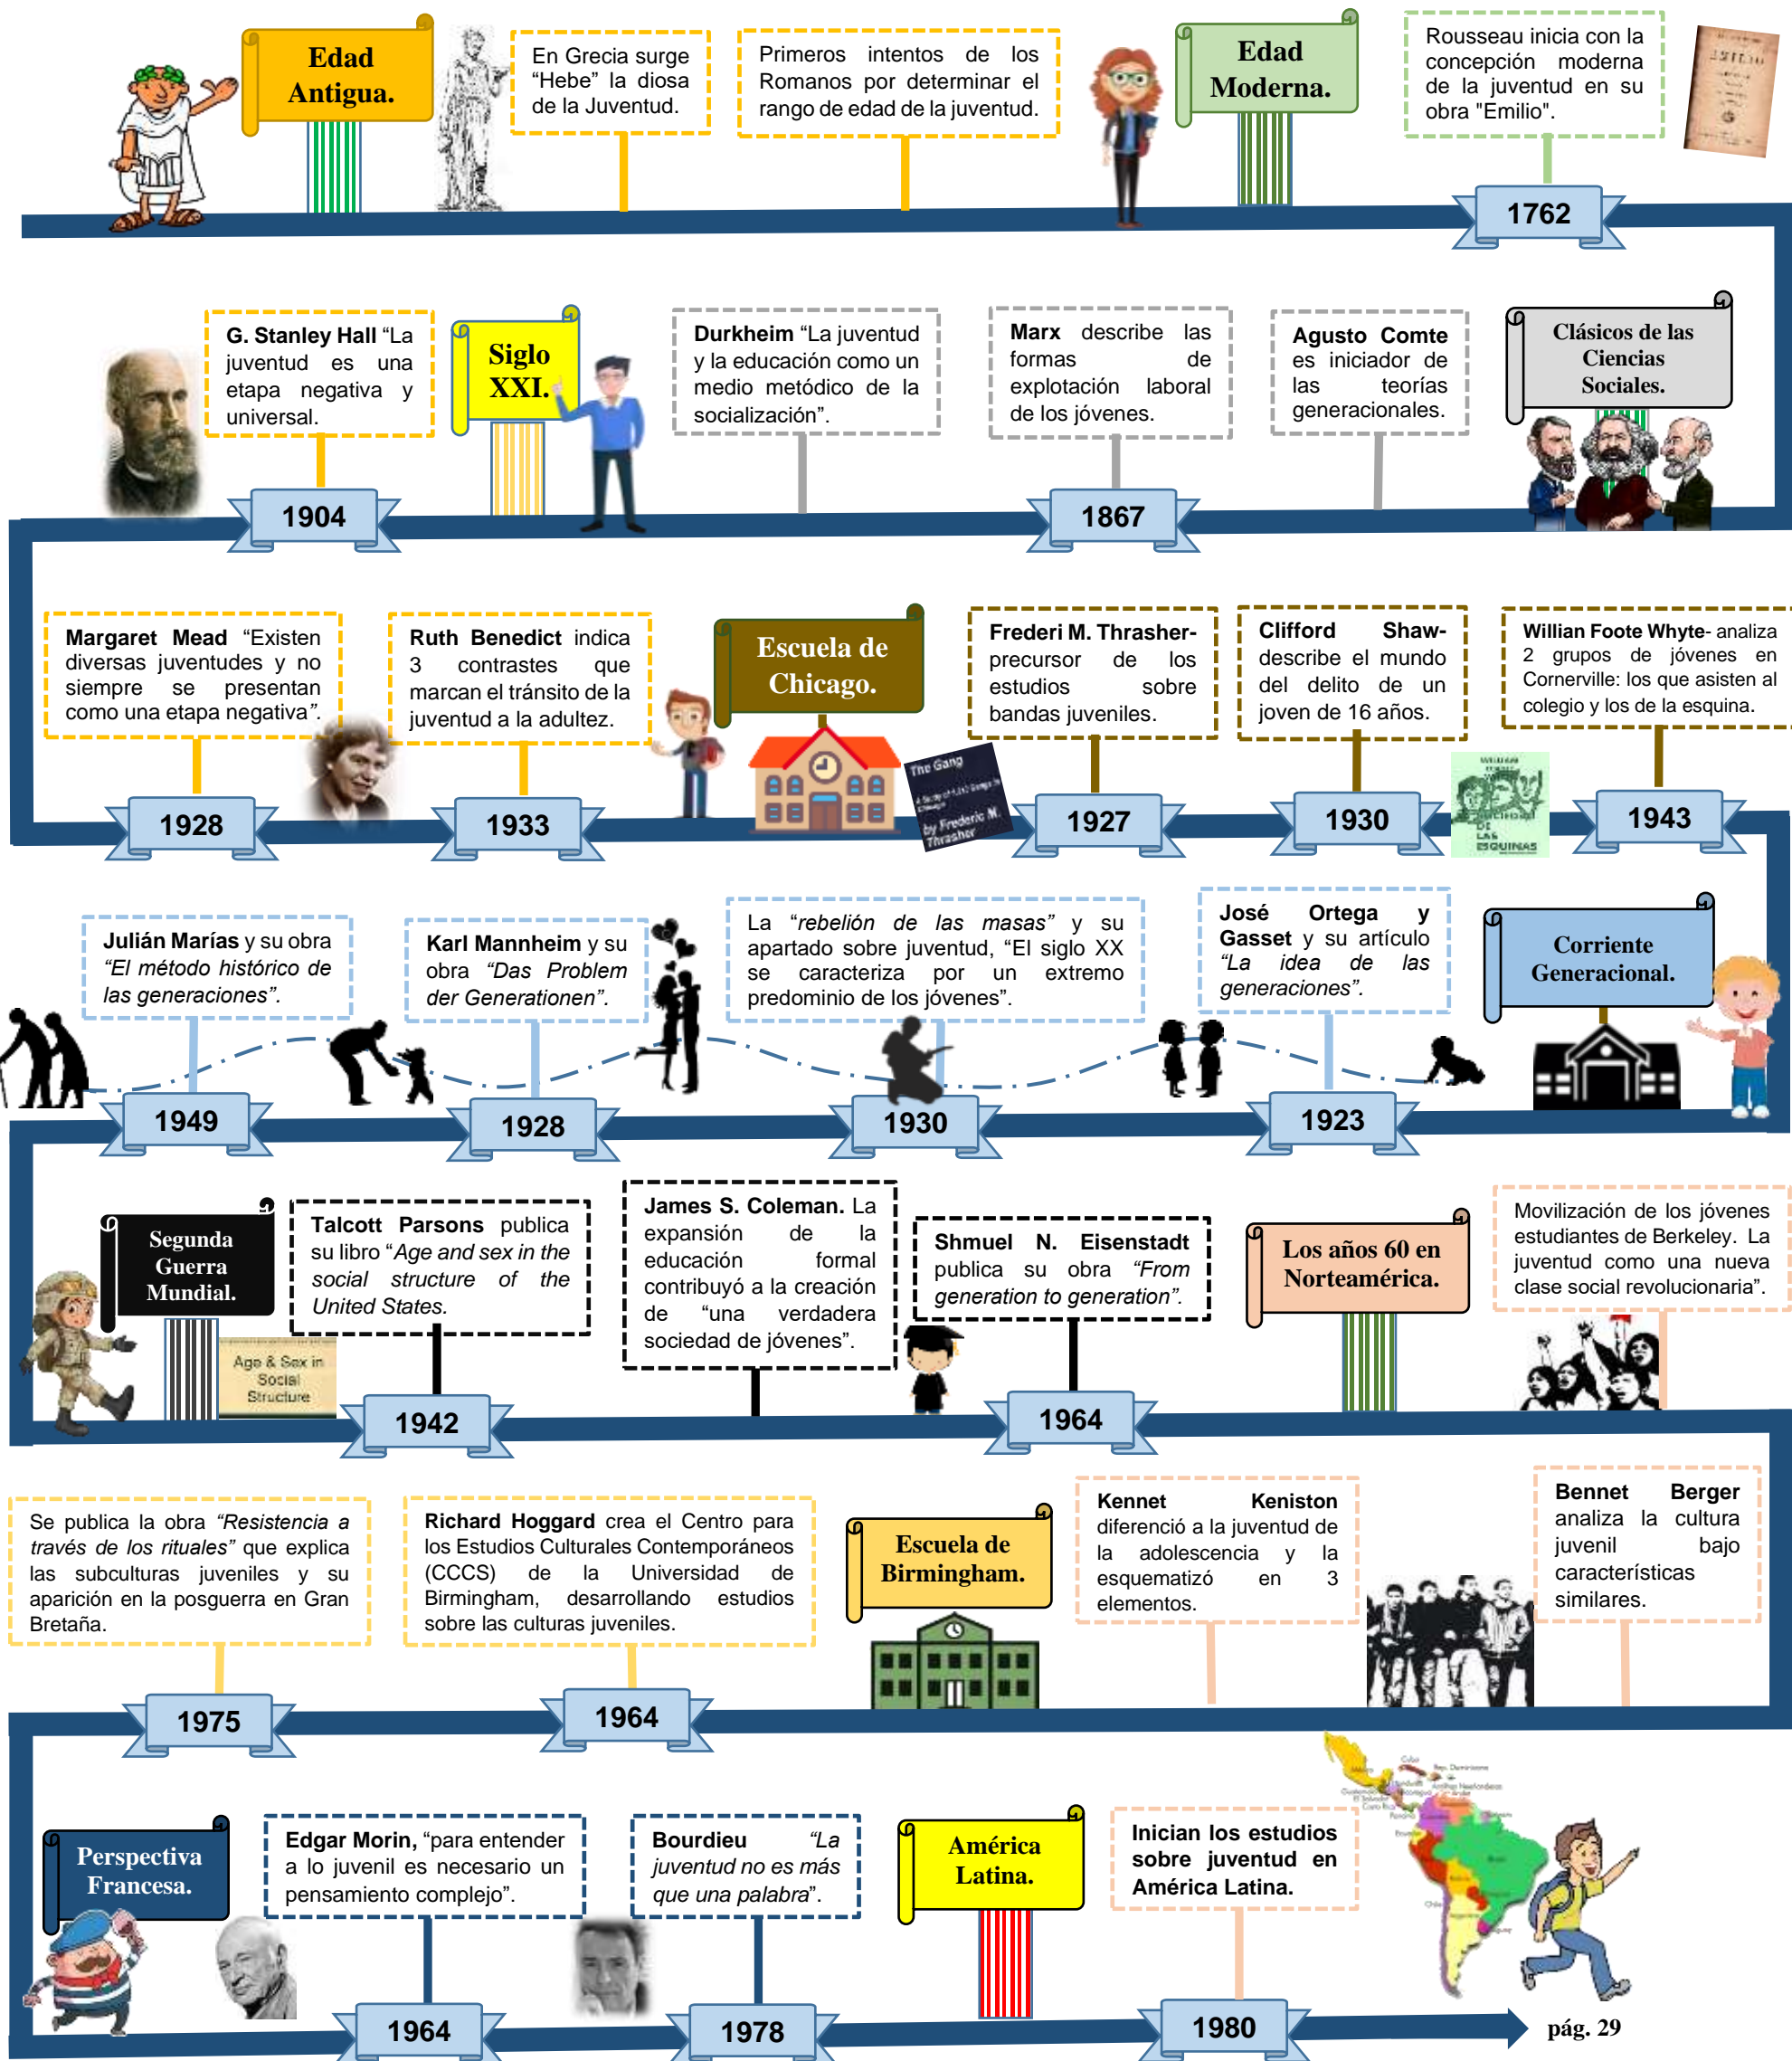 Edad
Antigua.
En Grecia surge
“Hebe” la diosa
de la Juventud.
Primeros intentos de los
Romanos por determinar el
rango de edad de la juventud.
Edad
Moderna.
Rousseau inicia con la
concepción moderna
de la juventud en su
obra "Emilio".
1762
Clásicos de las
Ciencias
Sociales.
Agusto Comte
es iniciador de
las teorías
generacionales.
Marx describe las
formas de
explotación laboral
de los jóvenes.
1867
Durkheim “La juventud
y la educación como un
medio metódico de la
socialización”.
Siglo
XXI.
G. Stanley Hall “La
juventud es una
etapa negativa y
universal.
1904
Margaret Mead “Existen
diversas juventudes y no
siempre se presentan
como una etapa negativa”.
1928
Ruth Benedict indica
3 contrastes que
marcan el tránsito de la
juventud a la adultez.
1933
Escuela de
Chicago.
The Gang
by Frederic M.
Thrasher
Frederi M. Thrasher-
precursor de los
estudios sobre
bandas juveniles.
1927
Clifford Shaw-
describe el mundo
del delito de un
joven de 16 años.
1930
DE
LAS
ESQUINAS
Willian Foote Whyte- analiza
2 grupos de jóvenes en
Cornerville: los que asisten al
colegio y los de la esquina.
1943
Corriente
Generacional.
José Ortega y
Gasset y su artículo
“La idea de las
generaciones”.
1923
La “rebelión de las masas” y su
apartado sobre juventud, “El siglo XX
se caracteriza por un extremo
predominio de los jóvenes”.
1930
Karl Mannheim y su
obra “Das Problem
der Generationen”.
1928
Julián Marías y su obra
“El método histórico de
las generaciones”.
1949
Segunda
Guerra
Mundial.
Age & Sex in
Social
Structure
Talcott Parsons publica
su libro “Age and sex in the
social structure of the
United States.
1942
James S. Coleman. La
expansión de la
educación formal
contribuyó a la creación
de “una verdadera
sociedad de jóvenes”.
Shmuel N. Eisenstadt
publica su obra “From
generation to generation”.
1964
Los años 60 en
Norteamérica.
Movilización de los jóvenes
estudiantes de Berkeley. La
juventud como una nueva
clase social revolucionaria”.
Bennet Berger
analiza la cultura
juvenil bajo
características
similares.
Kennet Keniston
diferenció a la juventud de
la adolescencia y la
esquematizó en 3
elementos.
Escuela de
Birmingham.
Richard Hoggard crea el Centro para
los Estudios Culturales Contemporáneos
(CCCS) de la Universidad de
Birmingham, desarrollando estudios
sobre las culturas juveniles.
1964
Se publica la obra “Resistencia a
través de los rituales” que explica
las subculturas juveniles y su
aparición en la posguerra en Gran
Bretaña.
1975
Perspectiva
Francesa.
Edgar Morin, “para entender
a lo juvenil es necesario un
pensamiento complejo”.
1964
Bourdieu “La
juventud no es más
que una palabra”.
1978
América
Latina.
Inician los estudios
sobre juventud en
América Latina.
1980
pág. 29